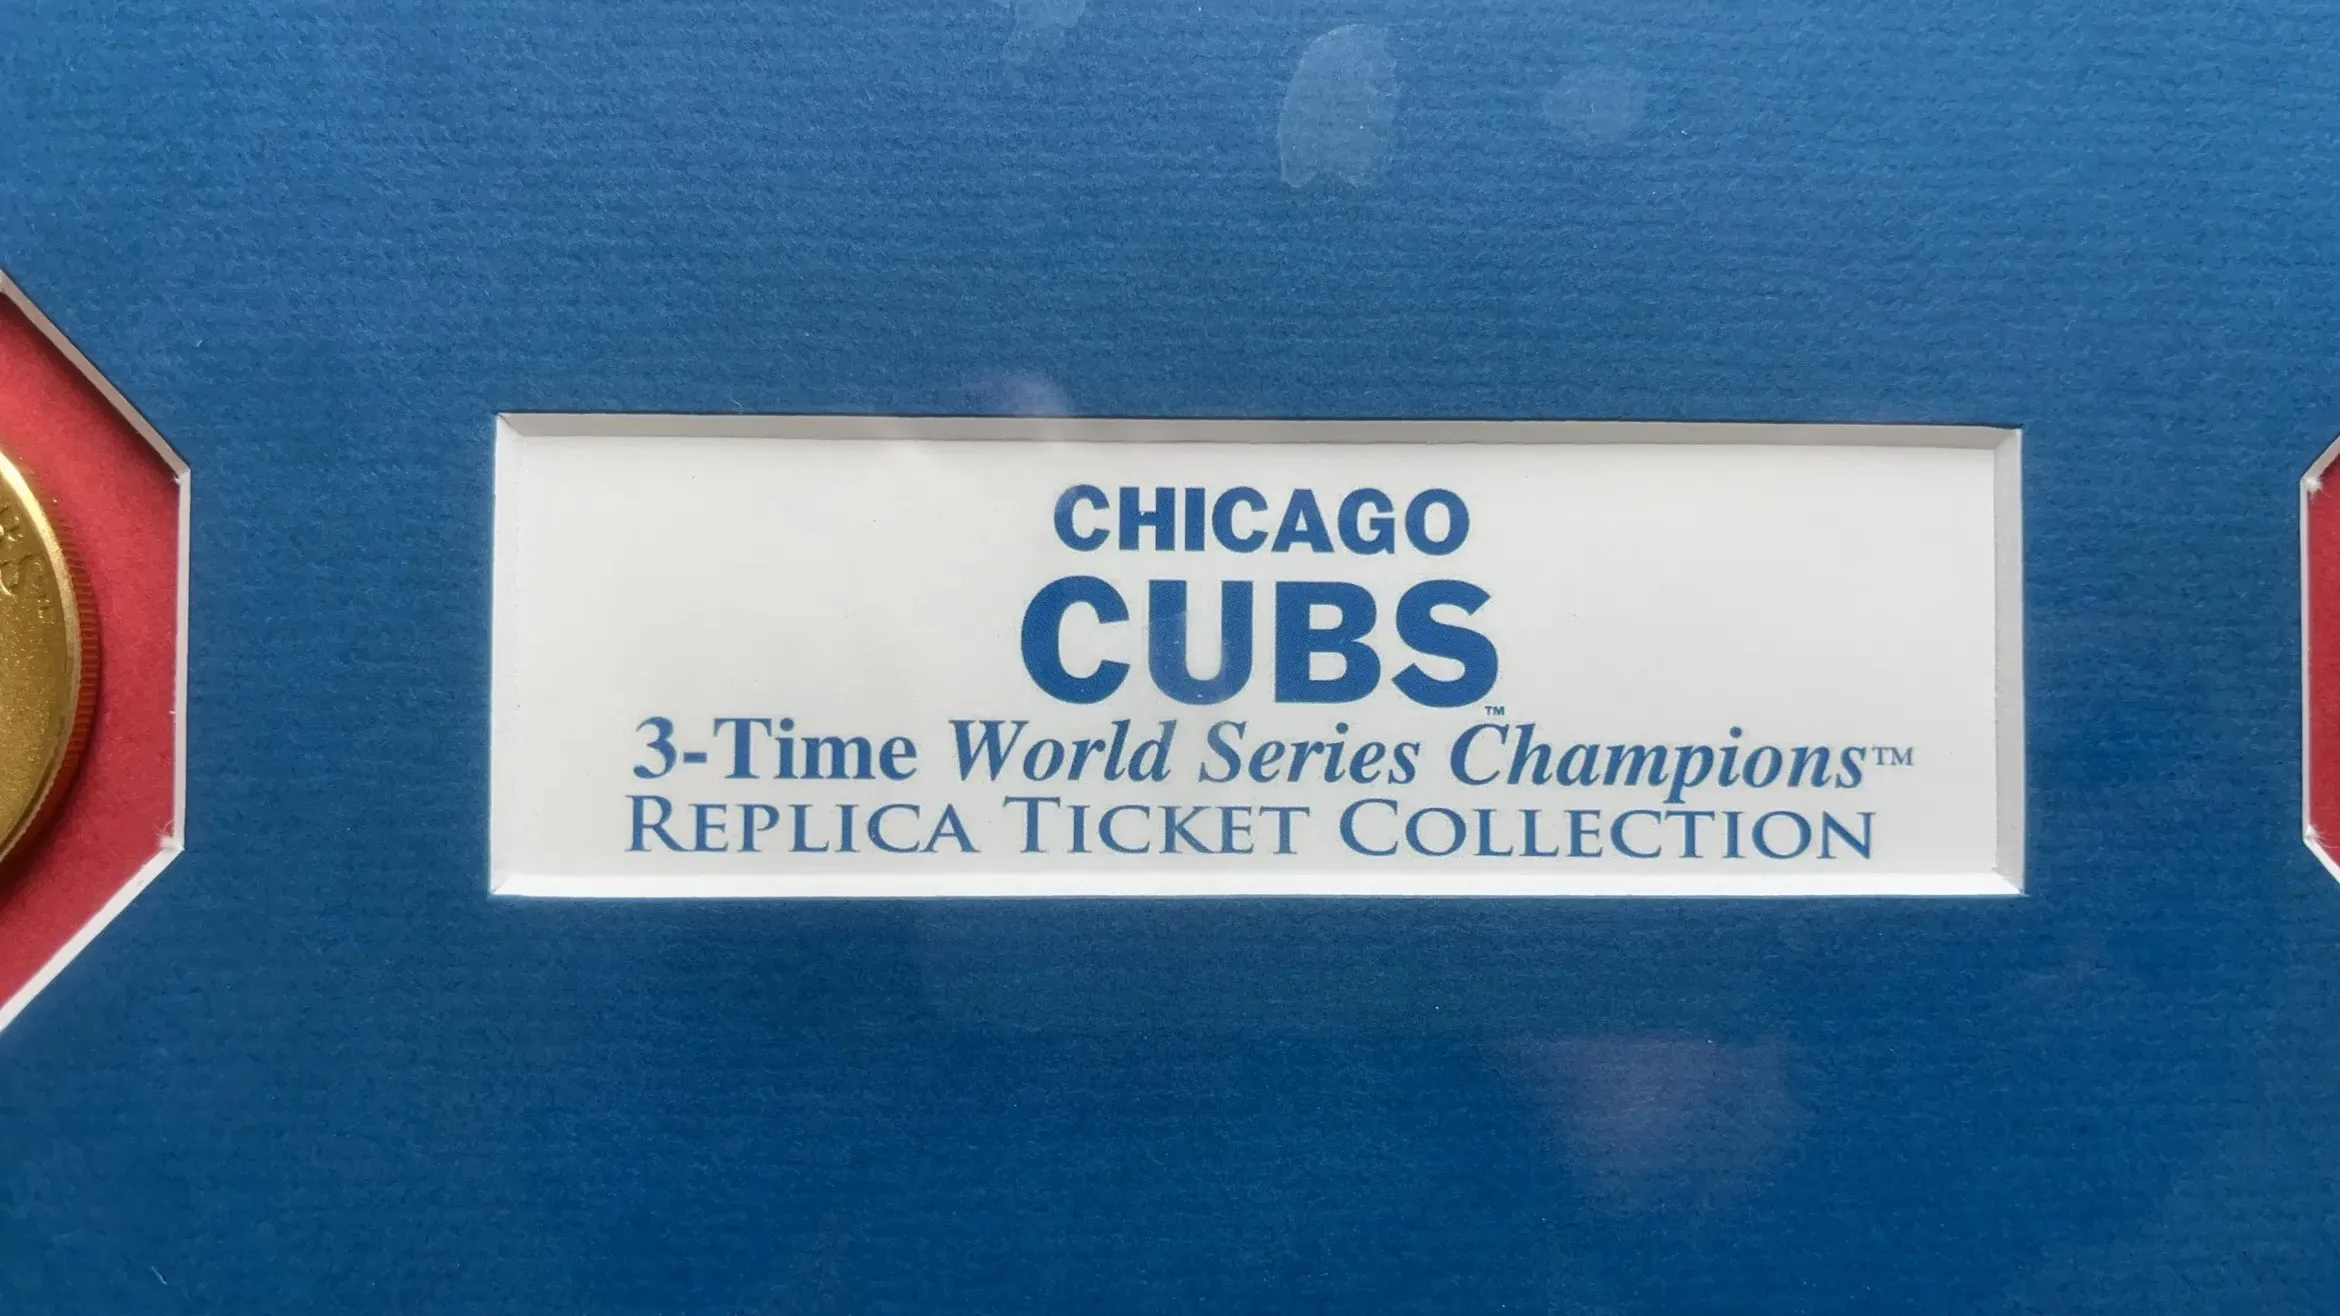 CHICAGO
CUBS™
3-Time World Series Champions™
REPLICA TICKET COLLECTION